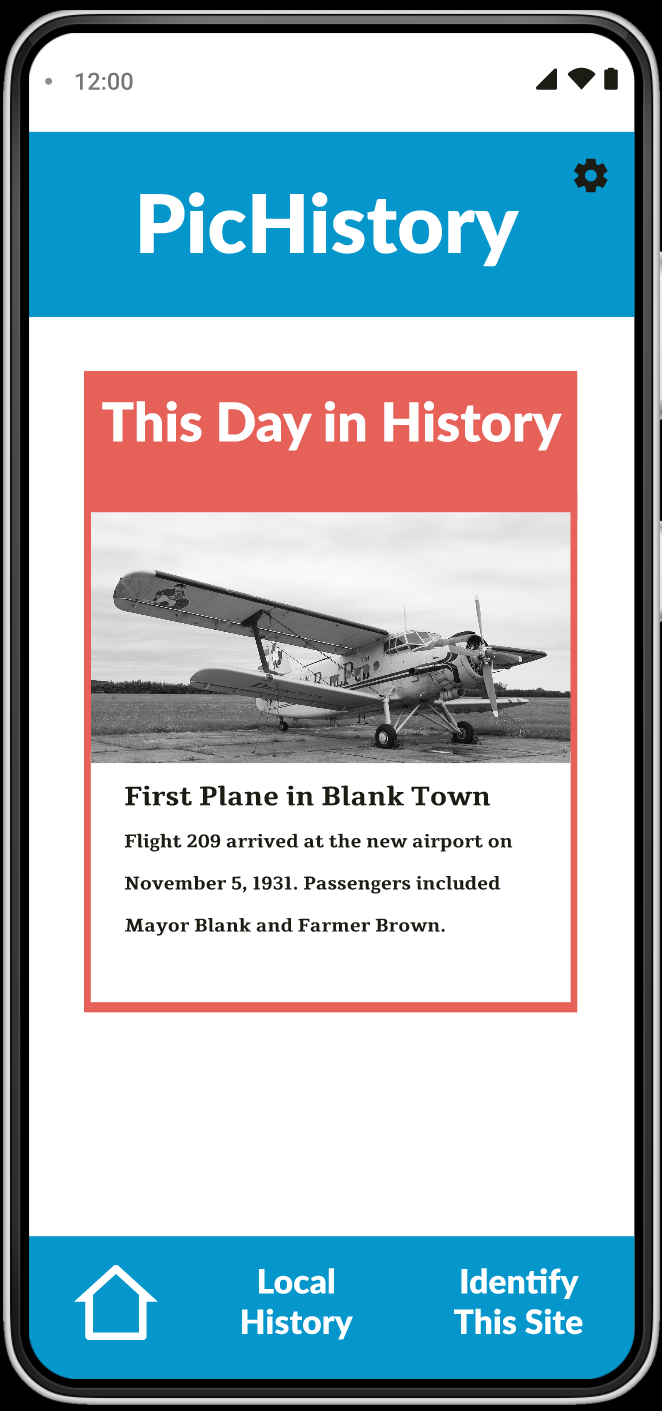 12:00
PicHistory
This Day in History
First Plane in Blank Town
Flight 209 arrived at the new airport on
November 5, 1931. Passengers included
Mayor Blank and Farmer Brown.
Local
History
Identify
This Site